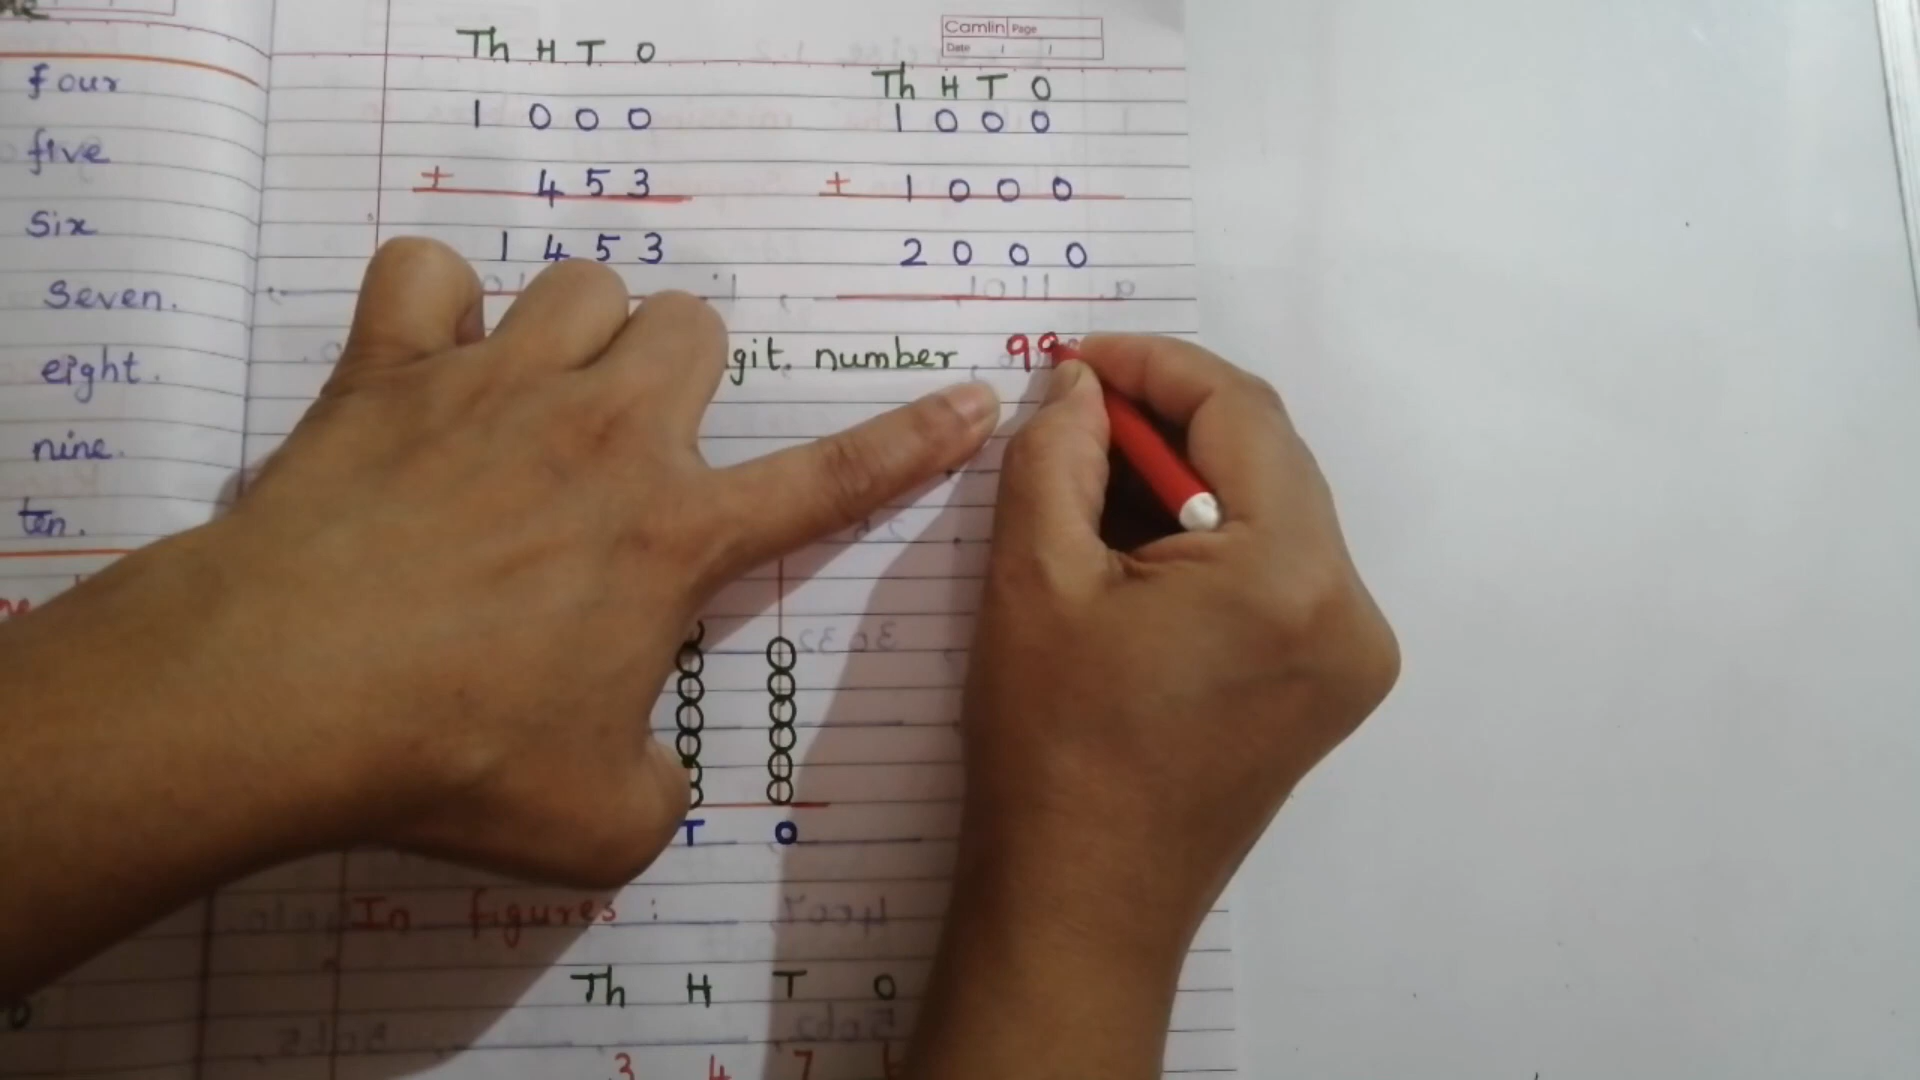 four
five
Six
Seven.
eight.
nine.
ten.
Camlin Page
Date / /
Th H T O
1 0 0 0
+ 4 5 3
1 4 5 3
Th H T O
1 0 0 0
+ 1 0 0 0
2 0 0 0
git. number, 99
T O
In figures :
Th H T O
3 4 7